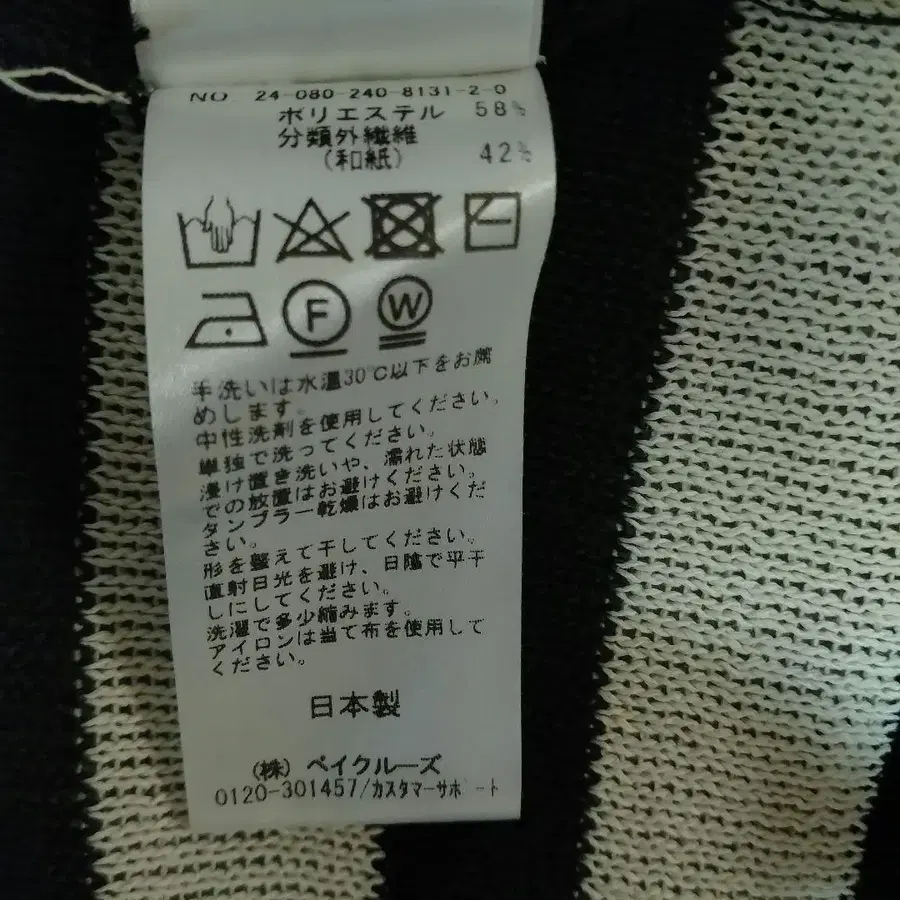 NO 24-080-240-8131-2-0
ポリエステル 58%
分類外繊維
(和紙) 42%
F W
手洗いは水温30℃以下をお薦
めします。
中性洗剤を使用してください。
単独で洗ってください。
浸け置き洗いや、濡れた状態
での放置はお避けください。
タンブラー乾燥はお避けくだ
さい。
形を整えて干してください。
直射日光を避け、日陰で平干
しにしてください。
洗濯で多少縮みます。
アイロンは当て布を使用して
ください。
日本製
(株) ベイクルーズ
0120-301457/カスタマーサポート